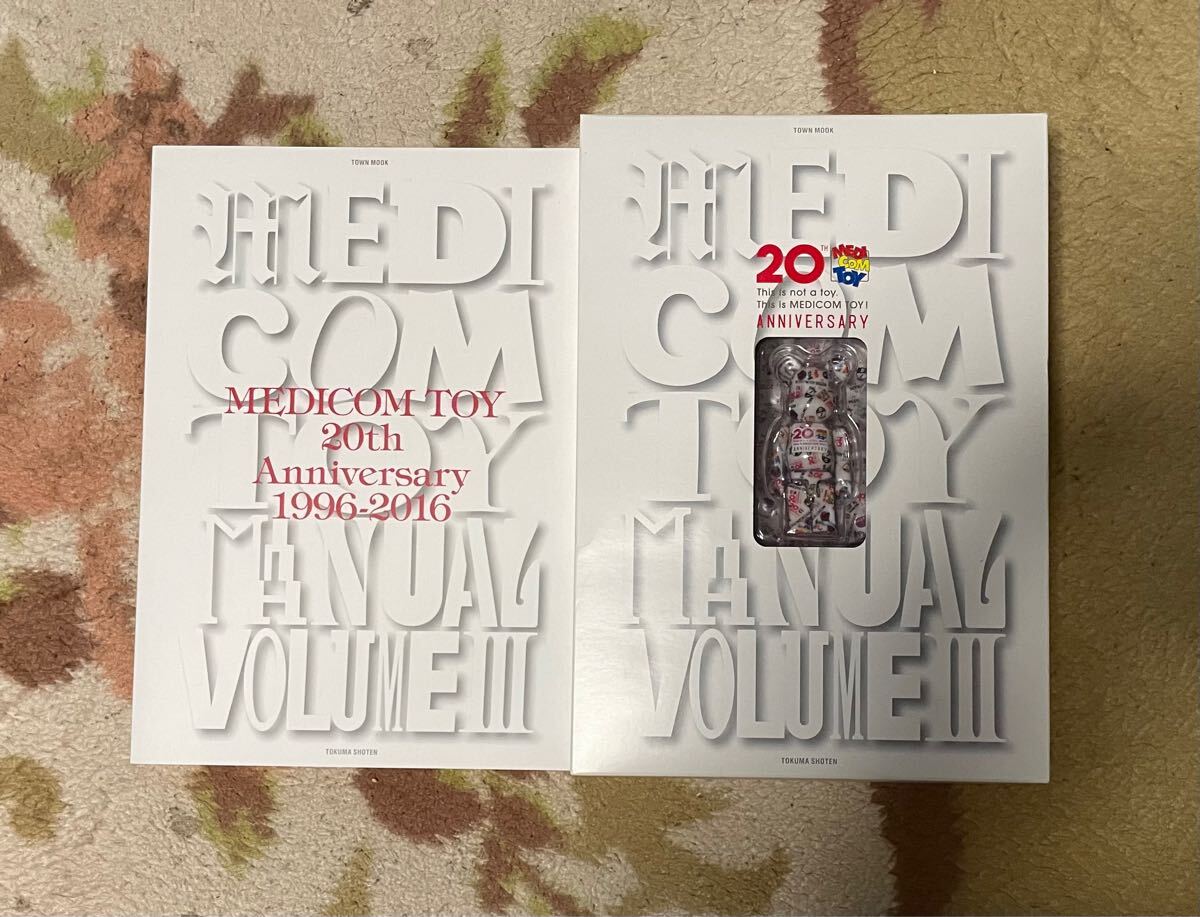 TOWN MOOK
MEDI
COM
TOY
MANUAL
VOLUME III
MEDICOM TOY
20th
Anniversary
1996-2016
TOKUMA SHOTEN
TOWN MOOK
MEDI
COM
TOY
MANUAL
VOLUME III
20TH
MEDI
COM
TOY
This is not a toy.
This is MEDICOM TOY!
ANNIVERSARY
20
ANNIVERSARY
TOKUMA SHOTEN